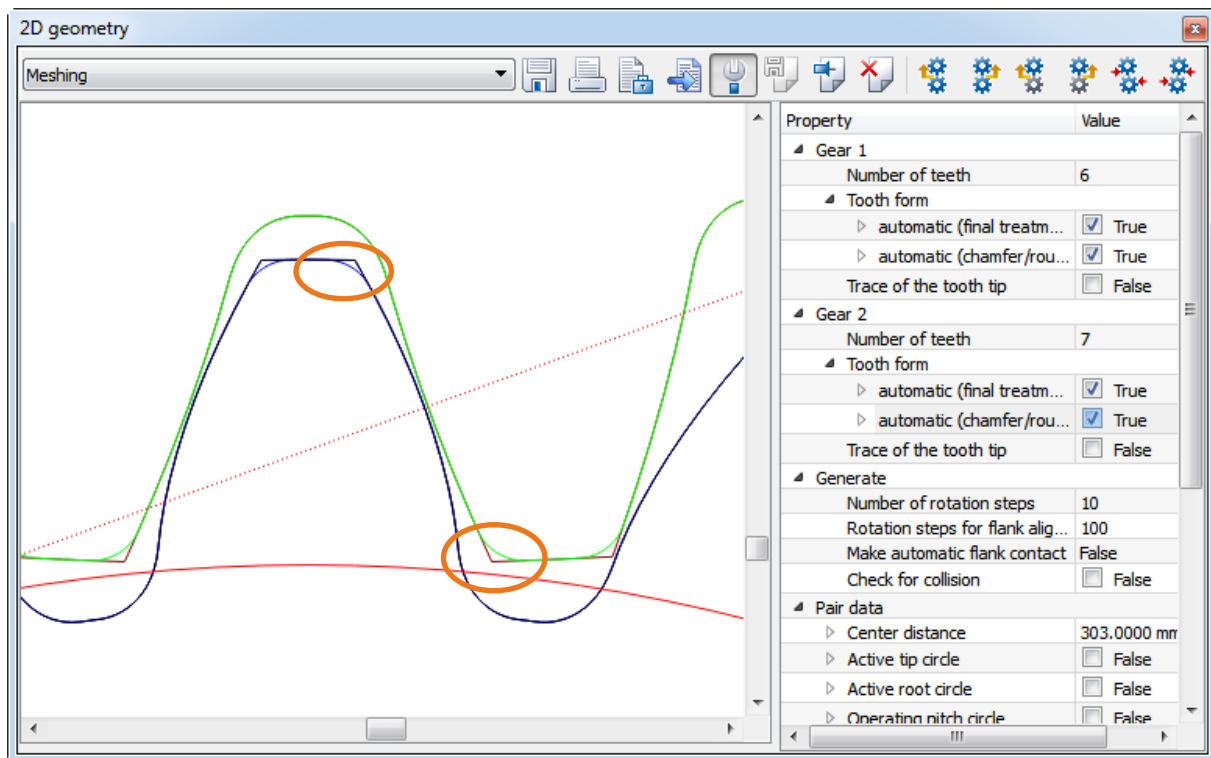 2D geometry
Meshing
Property Value
Gear 1
Number of teeth 6
Tooth form
automatic (final treatm... True
automatic (chamfer/rou... True
Trace of the tooth tip False
Gear 2
Number of teeth 7
Tooth form
automatic (final treatm... True
automatic (chamfer/rou... True
Trace of the tooth tip False
Generate
Number of rotation steps 10
Rotation steps for flank alig... 100
Make automatic flank contact False
Check for collision False
Pair data
Center distance 303.0000 mm
Active tip circle False
Active root circle False
Operating pitch circle False